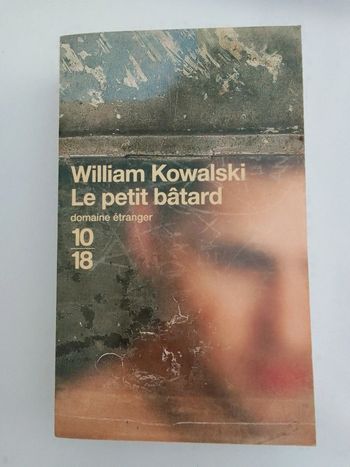 William Kowalski
Le petit bâtard
domaine étranger
10
18